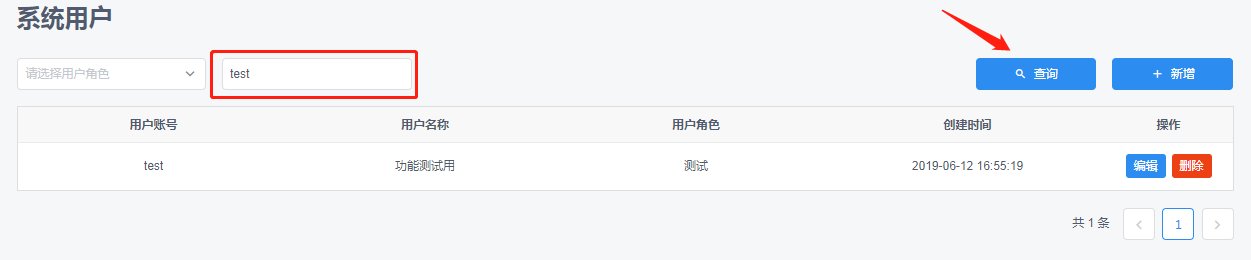 系统用户
请选择用户角色 test 查询 + 新增
用户账号 用户名称 用户角色 创建时间 操作
test 功能测试用 测试 2019-06-12 16:55:19 编辑 删除
共 1 条 < 1 >